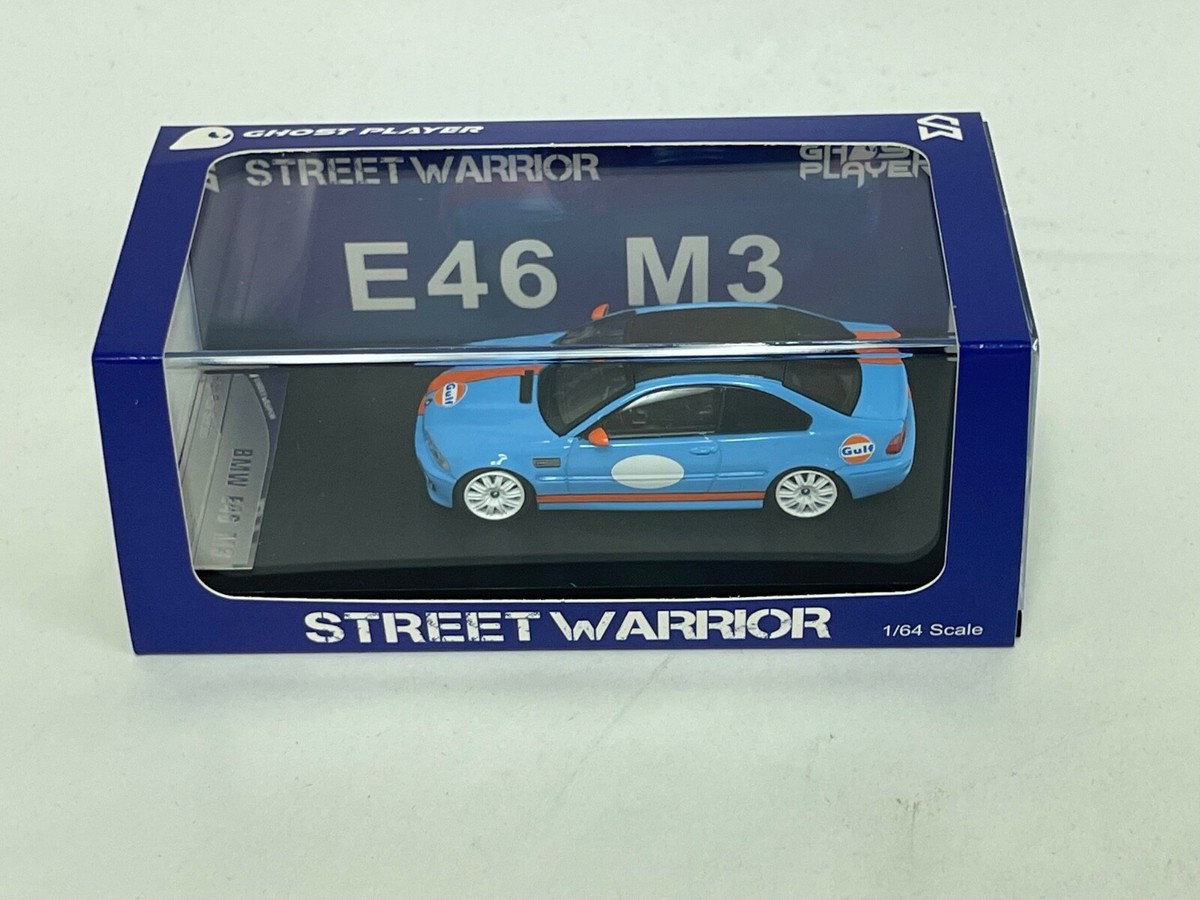 GHOST PLAYER
STREET WARRIOR
GHOST
PLAYER
E46 M3
Gulf
Gulf
BMW E46 M3
STREET WARRIOR
1/64 Scale